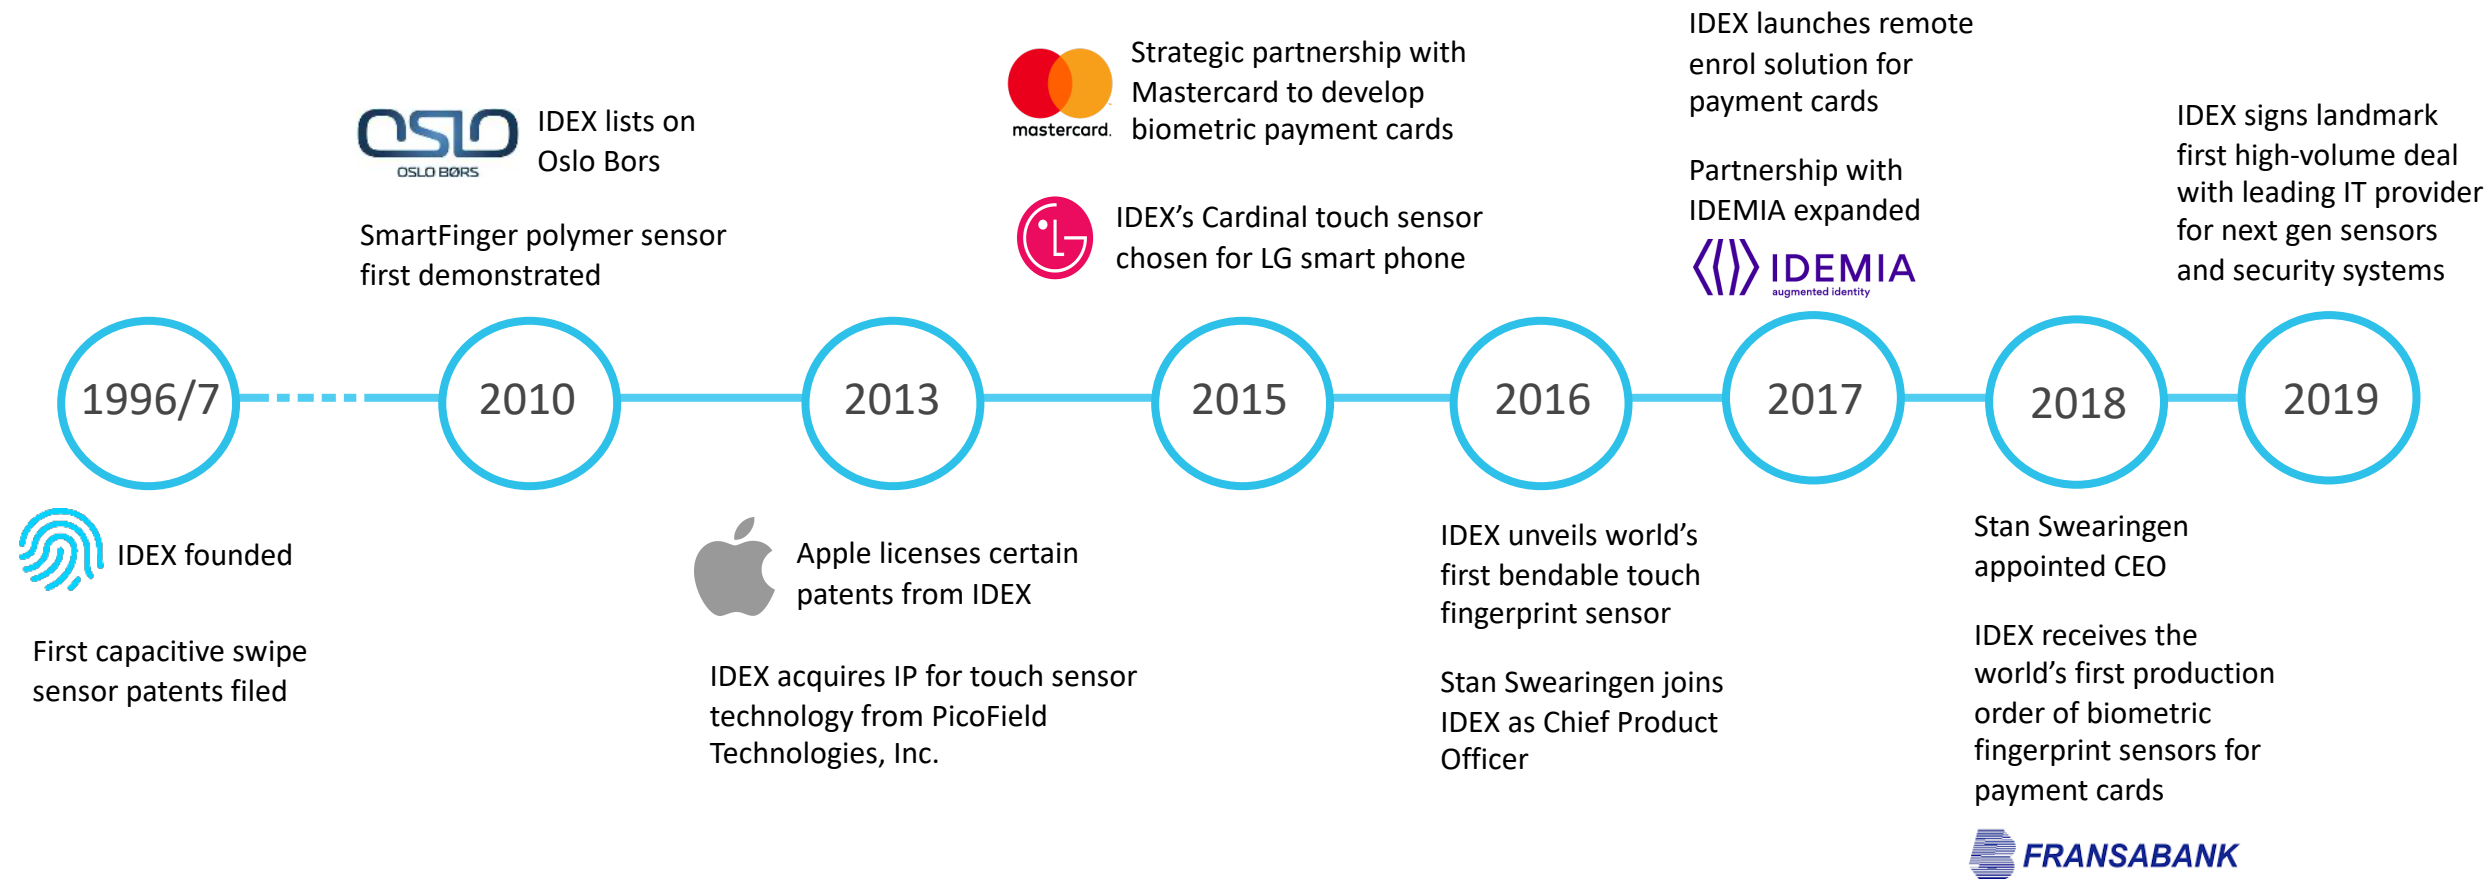 IDEX launches remote
enrol solution for
payment cards
Strategic partnership with
Mastercard to develop
biometric payment cards
mastercard.
IDEX lists on
Oslo Bors
OSLO
OSLO BØRS
IDEX signs landmark
first high-volume deal
with leading IT provider
for next gen sensors
and security systems
Partnership with
IDEMIA expanded
IDEMIA
augmented identity
SmartFinger polymer sensor
first demonstrated
LG
IDEX’s Cardinal touch sensor
chosen for LG smart phone
1996/7
2010
2013
2015
2016
2017
2018
2019
IDEX founded
First capacitive swipe
sensor patents filed
Apple licenses certain
patents from IDEX
IDEX acquires IP for touch sensor
technology from PicoField
Technologies, Inc.
IDEX unveils world’s
first bendable touch
fingerprint sensor
Stan Swearingen joins
IDEX as Chief Product
Officer
Stan Swearingen
appointed CEO
IDEX receives the
world’s first production
order of biometric
fingerprint sensors for
payment cards
FRANSABANK